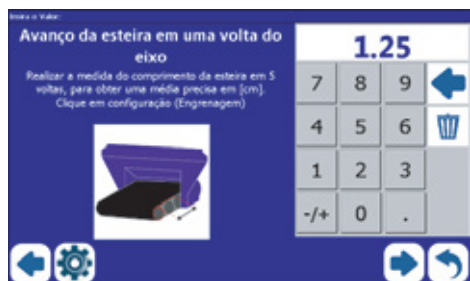 Insira o Valor:
Avanço da esteira em uma volta do
eixo
Realizar a medida do comprimento da esteira em 5
voltas, para obter uma média precisa em [cm].
Clique em configuração (Engrenagem)
1.25
7 8 9
4 5 6
1 2 3
-/+ 0 .